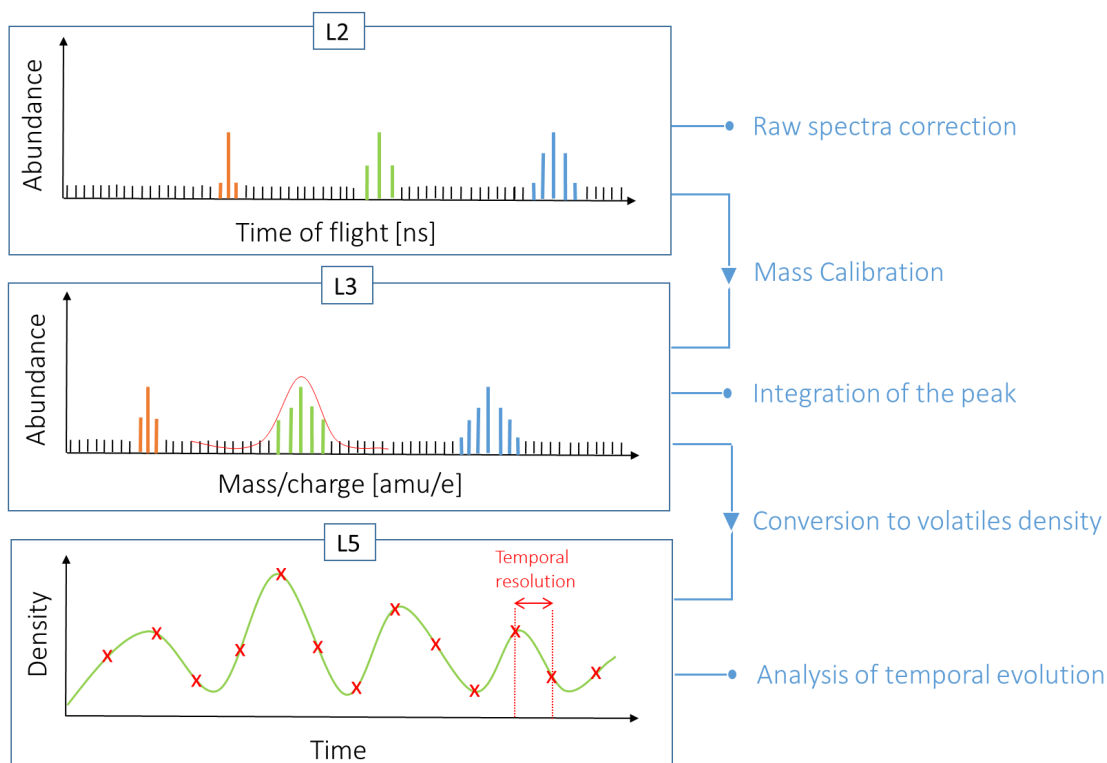 L2
Abundance
Time of flight [ns]
Raw spectra correction
Mass Calibration
L3
Abundance
Mass/charge [amu/e]
Integration of the peak
Conversion to volatiles density
L5
Temporal
resolution
Density
Time
Analysis of temporal evolution